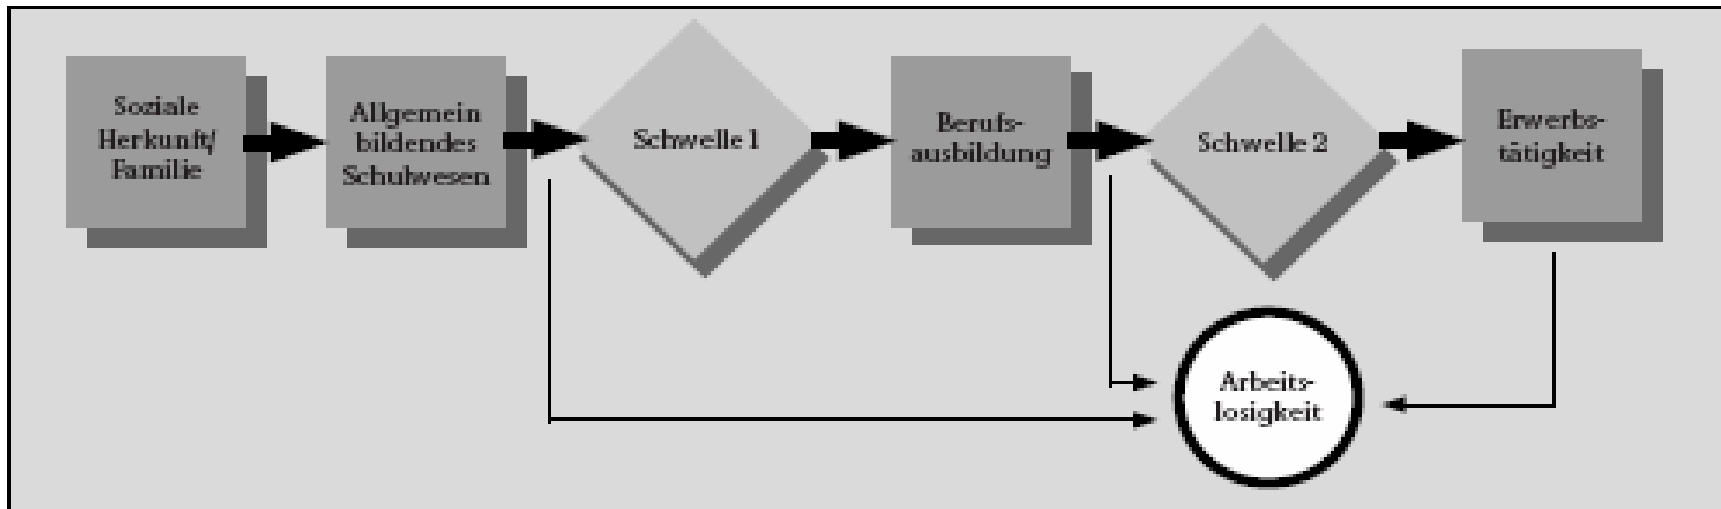 Soziale
Herkunft/
Familie
Allgemein
bildendes
Schulwesen
Schwelle 1
Berufs-
ausbildung
Schwelle 2
Erwerbs-
tätigkeit
Arbeits-
losigkeit